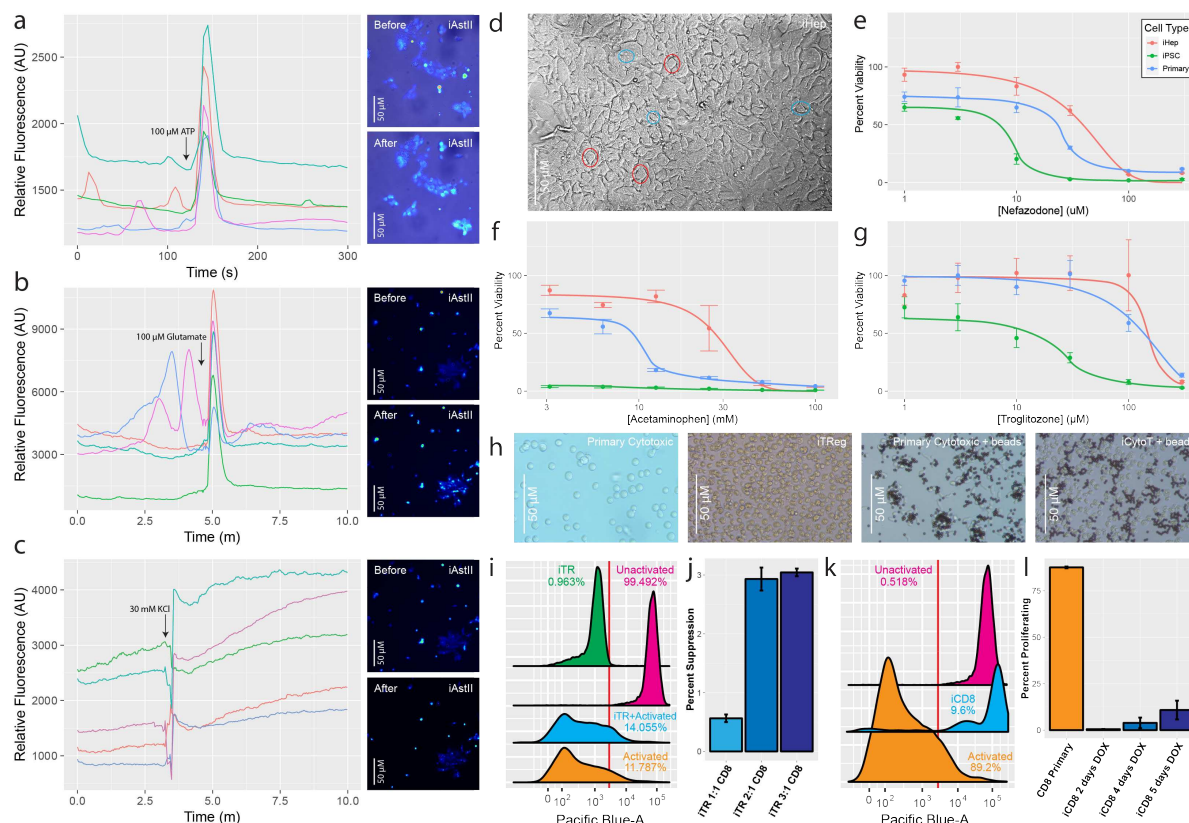 a
Relative Fluorescence (AU)
2500
2000
1500
100 µM ATP
0
100
200
300
Time (s)
Before
iAstII
50 µM
After
iAstII
50 µM
b
Relative Fluorescence (AU)
9000
6000
3000
100 µM Glutamate
0.0
2.5
5.0
7.5
10.0
Time (m)
Before
iAstII
50 µM
After
iAstII
50 µM
c
Relative Fluorescence (AU)
4000
3000
2000
1000
30 mM KCl
0.0
2.5
5.0
7.5
10.0
Time (m)
Before
iAstII
50 µM
After
iAstII
50 µM
d
iHep
50 µM
e
Percent Viability
100
50
0
1
10
100
[Nefazodone] (uM)
Cell Type
iHep
iPSC
Primary
f
Percent Viability
100
50
0
3
10
30
100
[Acetaminophen] (mM)
g
Percent Viability
100
50
0
1
10
100
[Troglitozone] (µM)
h
Primary Cytotoxic
50 µM
iTReg
50 µM
Primary Cytotoxic + beads
50 µM
iCytoT + bead
50 µM
i
iTR
0.963%
Unactivated
99.492%
iTR+Activated
14.055%
Activated
11.787%
0
10²
10³
10⁴
10⁵
Pacific Blue-A
j
Percent Suppression
3
2
1
0
iTR 1:1 CD8
iTR 2:1 CD8
iTR 3:1 CD8
k
Unactivated
0.518%
iCD8
9.6%
Activated
89.2%
0
10²
10³
10⁴
10⁵
Pacific Blue-A
l
Percent Proliferating
75
50
25
0
CD8 Primary
iCD8 2 days DOX
iCD8 4 days DOX
iCD8 5 days DOX